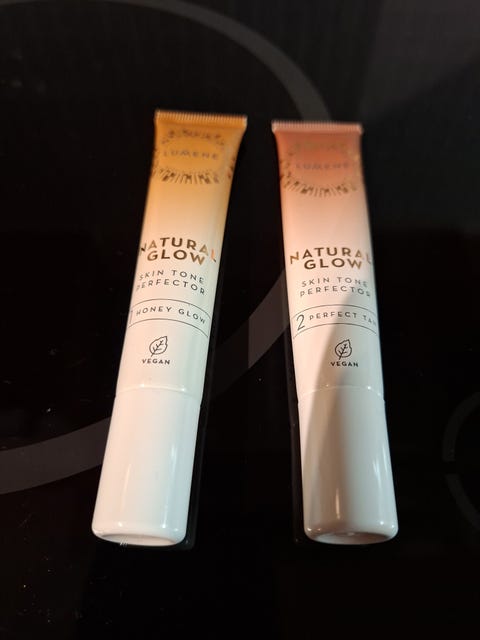 LUMENE
NATURAL
GLOW
SKIN TONE
PERFECTOR
HONEY GLOW
VEGAN
LUMENE
NATURAL
GLOW
SKIN TONE
PERFECTOR
2 PERFECT TAN
VEGAN